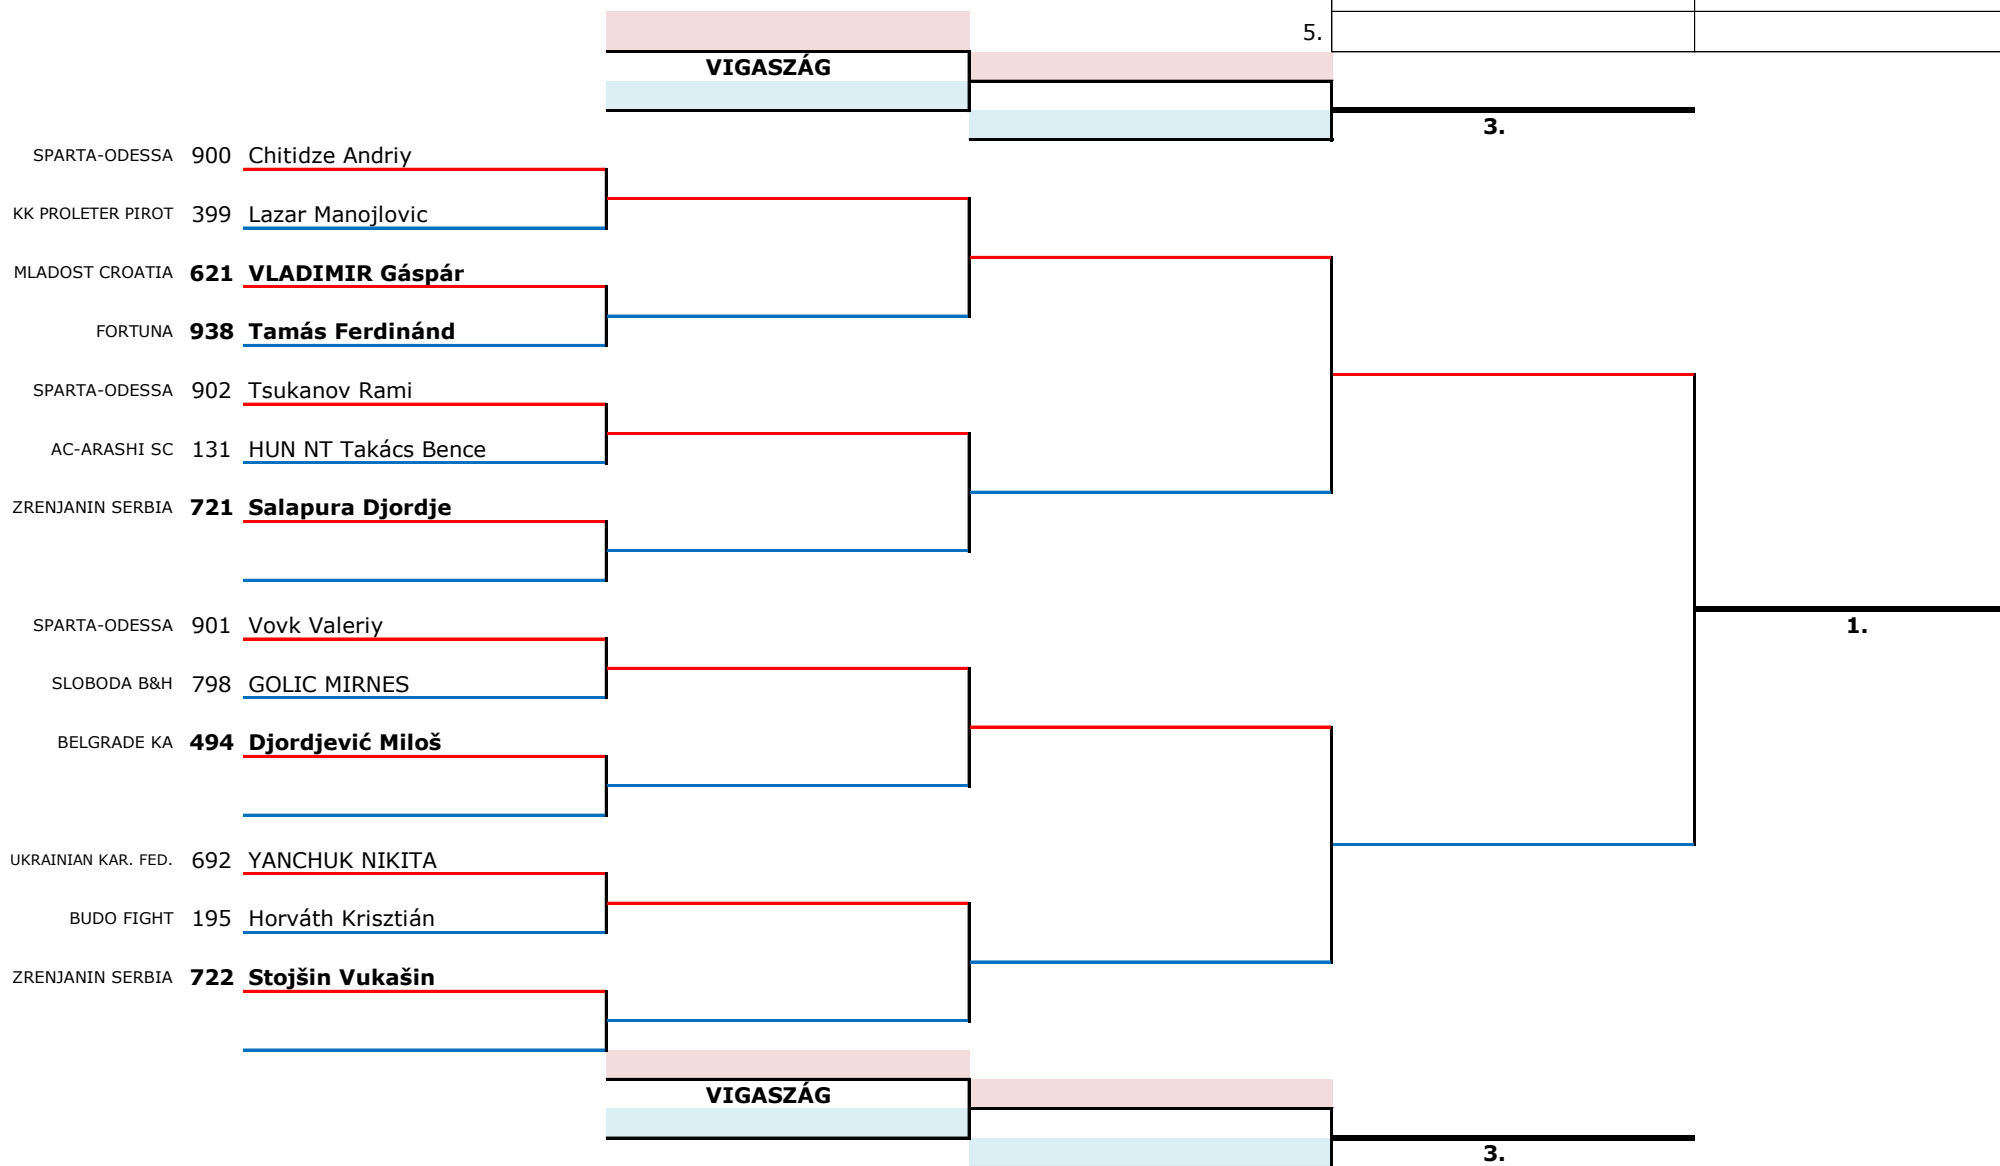 5.
VIGASZÁG
3.
SPARTA-ODESSA 900 Chitidze Andriy
KK PROLETER PIROT 399 Lazar Manojlovic
MLADOST CROATIA 621 VLADIMIR Gáspár
FORTUNA 938 Tamás Ferdinánd
SPARTA-ODESSA 902 Tsukanov Rami
AC-ARASHI SC 131 HUN NT Takács Bence
ZRENJANIN SERBIA 721 Salapura Djordje
SPARTA-ODESSA 901 Vovk Valeriy
1.
SLOBODA B&H 798 GOLIC MIRNES
BELGRADE KA 494 Djordjević Miloš
UKRAINIAN KAR. FED. 692 YANCHUK NIKITA
BUDO FIGHT 195 Horváth Krisztián
ZRENJANIN SERBIA 722 Stojšin Vukašin
VIGASZÁG
3.